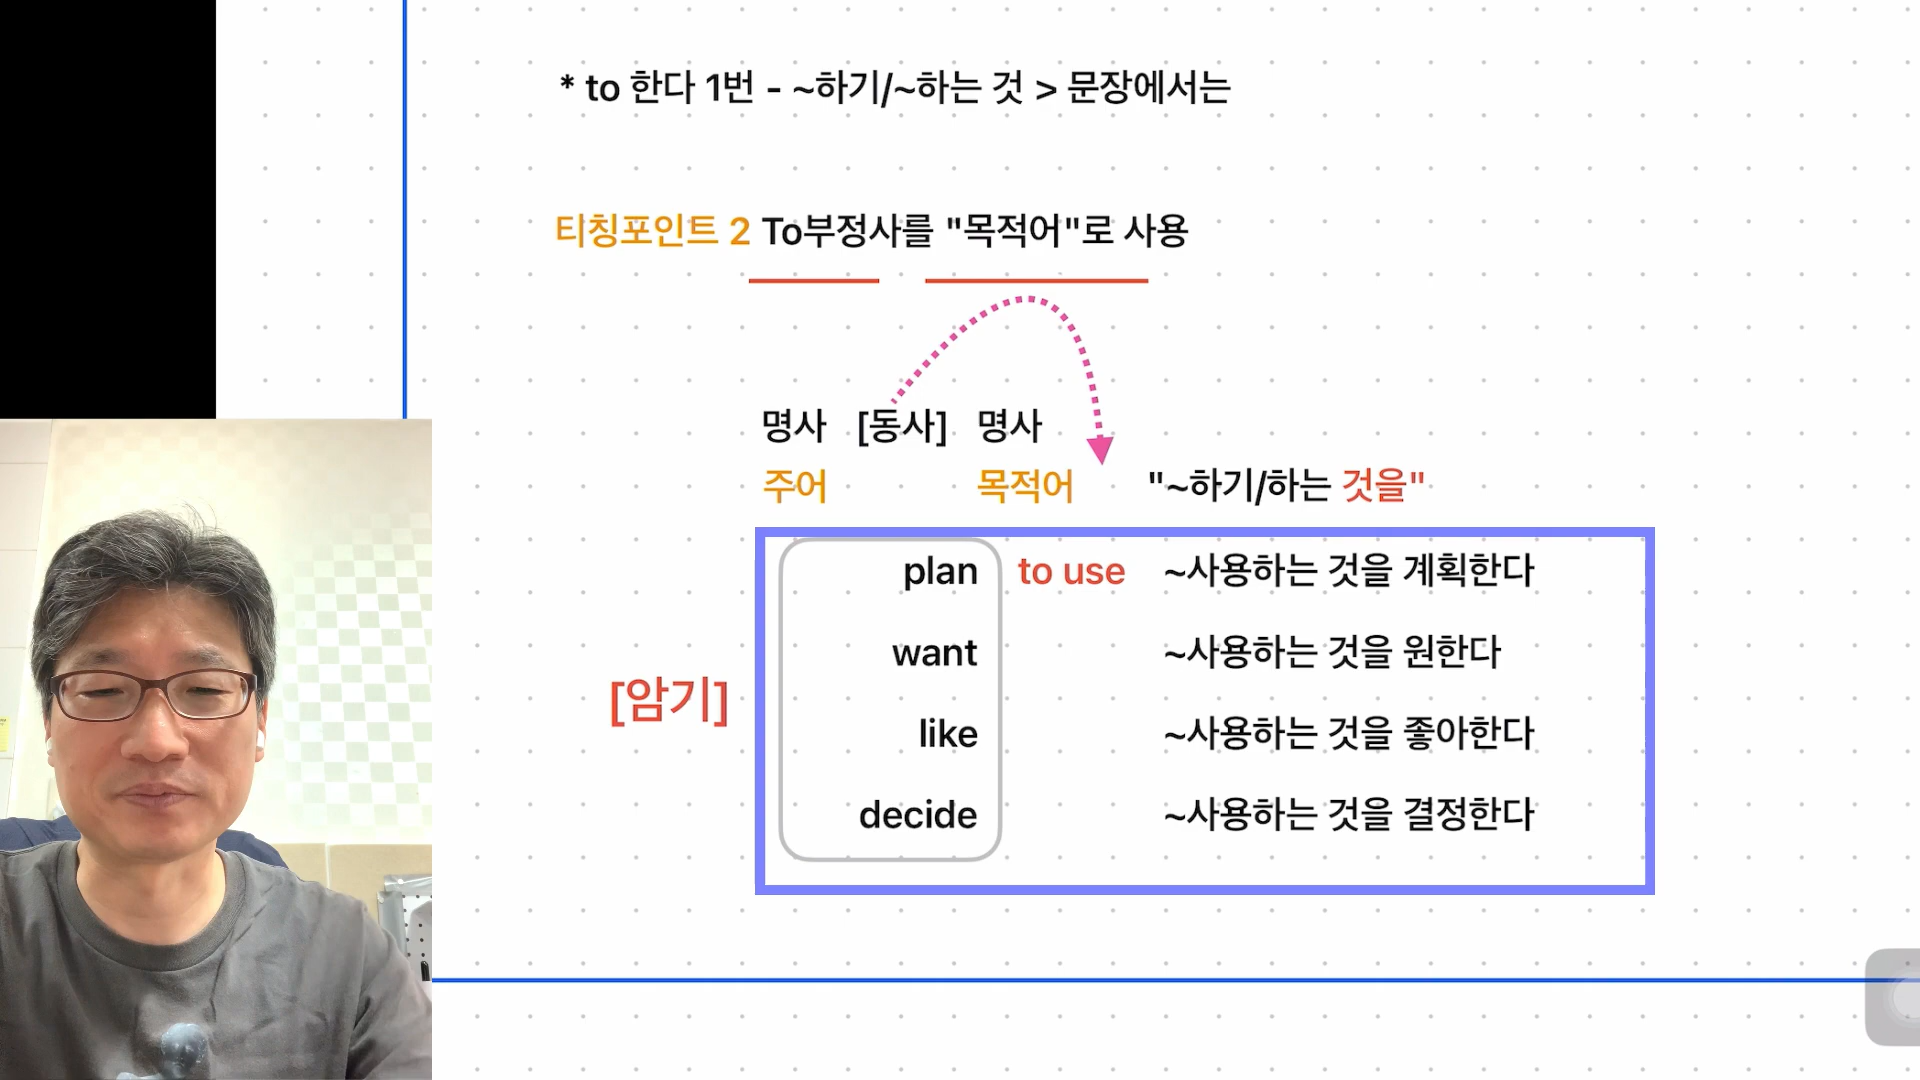 * to 한다 1번 - ~하기/~하는 것 > 문장에서는
티칭포인트 2 To부정사를 "목적어"로 사용
명사 [동사] 명사
주어 목적어 "~하기/하는 것을"
plan to use ~사용하는 것을 계획한다
want ~사용하는 것을 원한다
[암기]
like ~사용하는 것을 좋아한다
decide ~사용하는 것을 결정한다